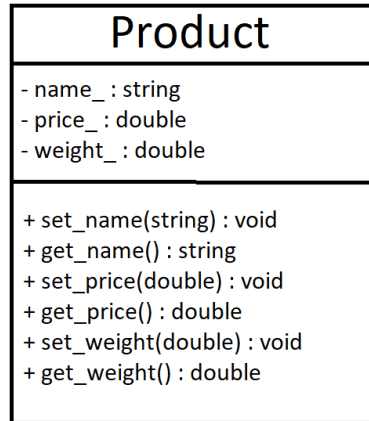 Product
- name_ : string
- price_ : double
- weight_ : double
+ set_name(string) : void
+ get_name() : string
+ set_price(double) : void
+ get_price() : double
+ set_weight(double) : void
+ get_weight() : double